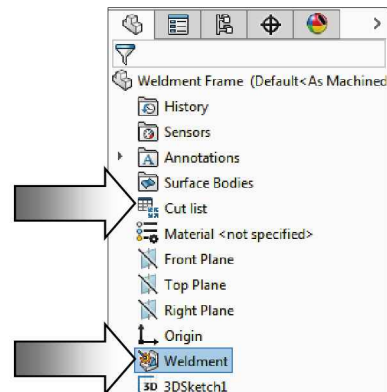 >
Weldment Frame (Default<As Machined
History
Sensors
A Annotations
Surface Bodies
Cut list
Material <not specified>
Front Plane
Top Plane
Right Plane
Origin
Weldment
3D 3DSketch1